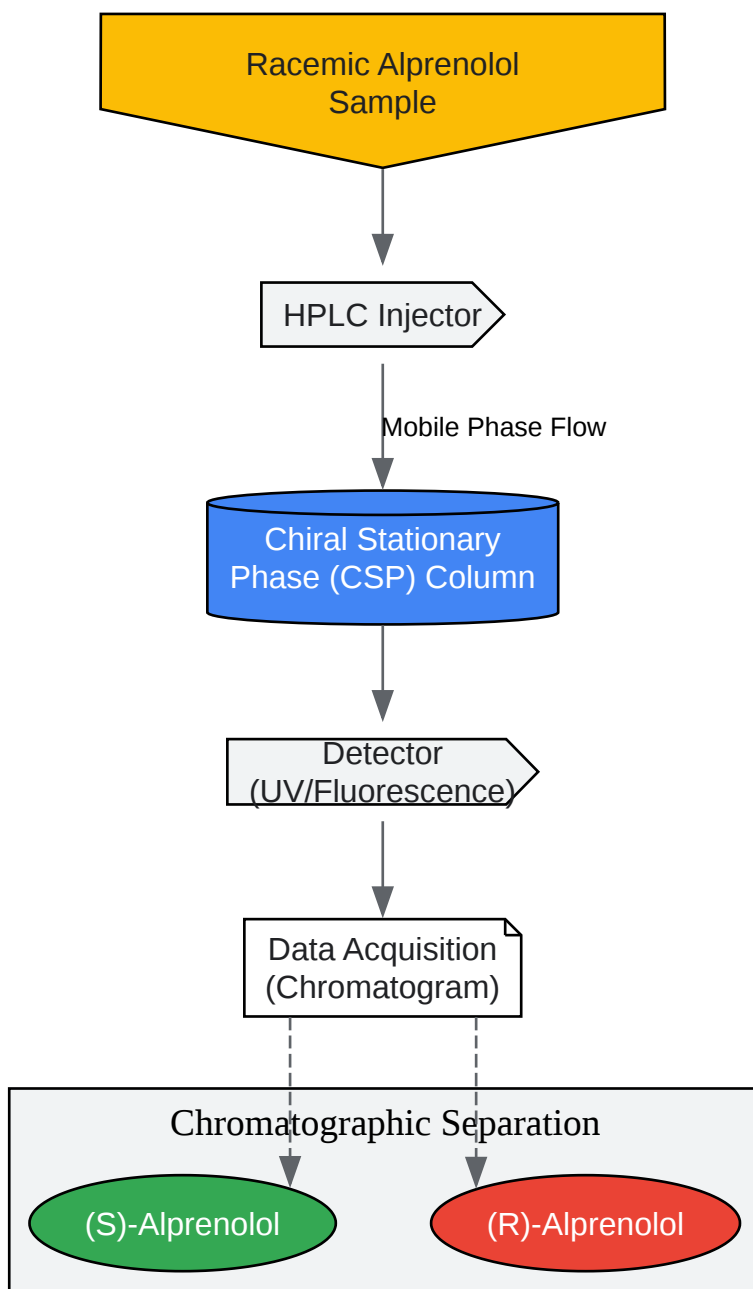 Racemic Alprenolol
Sample
HPLC Injector
Mobile Phase Flow
Chiral Stationary
Phase (CSP) Column
Detector
(UV/Fluorescence)
Data Acquisition
(Chromatogram)
Chromatographic Separation
(S)-Alprenolol
(R)-Alprenolol